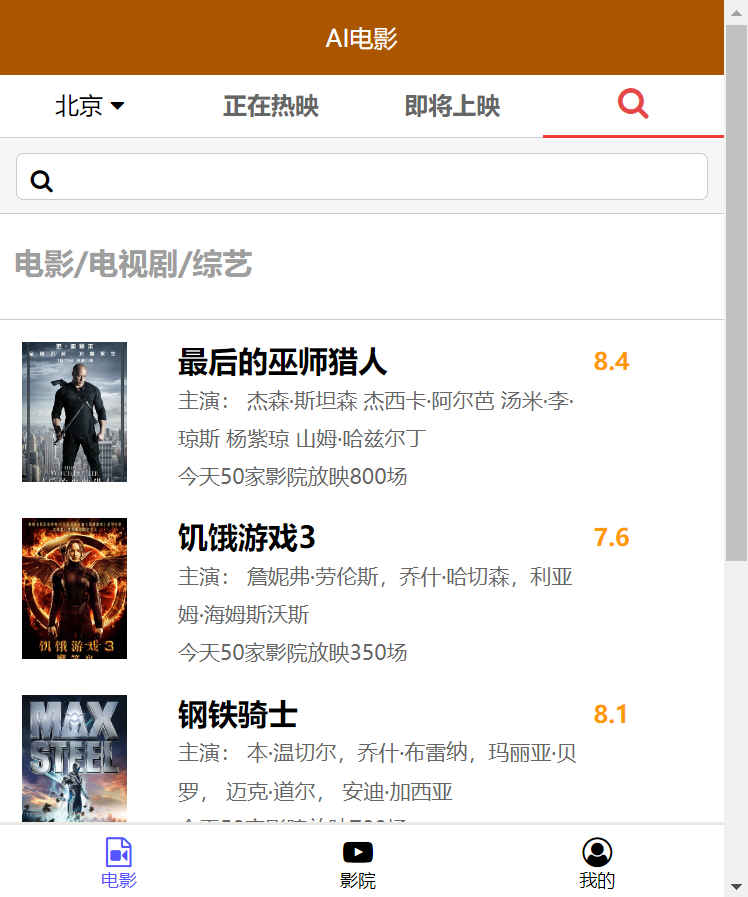 AI电影
北京 正在热映 即将上映
电影/电视剧/综艺
最后的巫师猎人 8.4
主演： 杰森·斯坦森 杰西卡·阿尔芭 汤米·李·
琼斯 杨紫琼 山姆·哈兹尔丁
今天50家影院放映800场
饥饿游戏3 7.6
主演： 詹妮弗·劳伦斯，乔什·哈切森，利亚
姆·海姆斯沃斯
今天50家影院放映350场
饥饿游戏3
MAX
STEEL
钢铁骑士 8.1
主演： 本·温切尔，乔什·布雷纳，玛丽亚·贝
罗， 迈克·道尔， 安迪·加西亚
电影 影院 我的